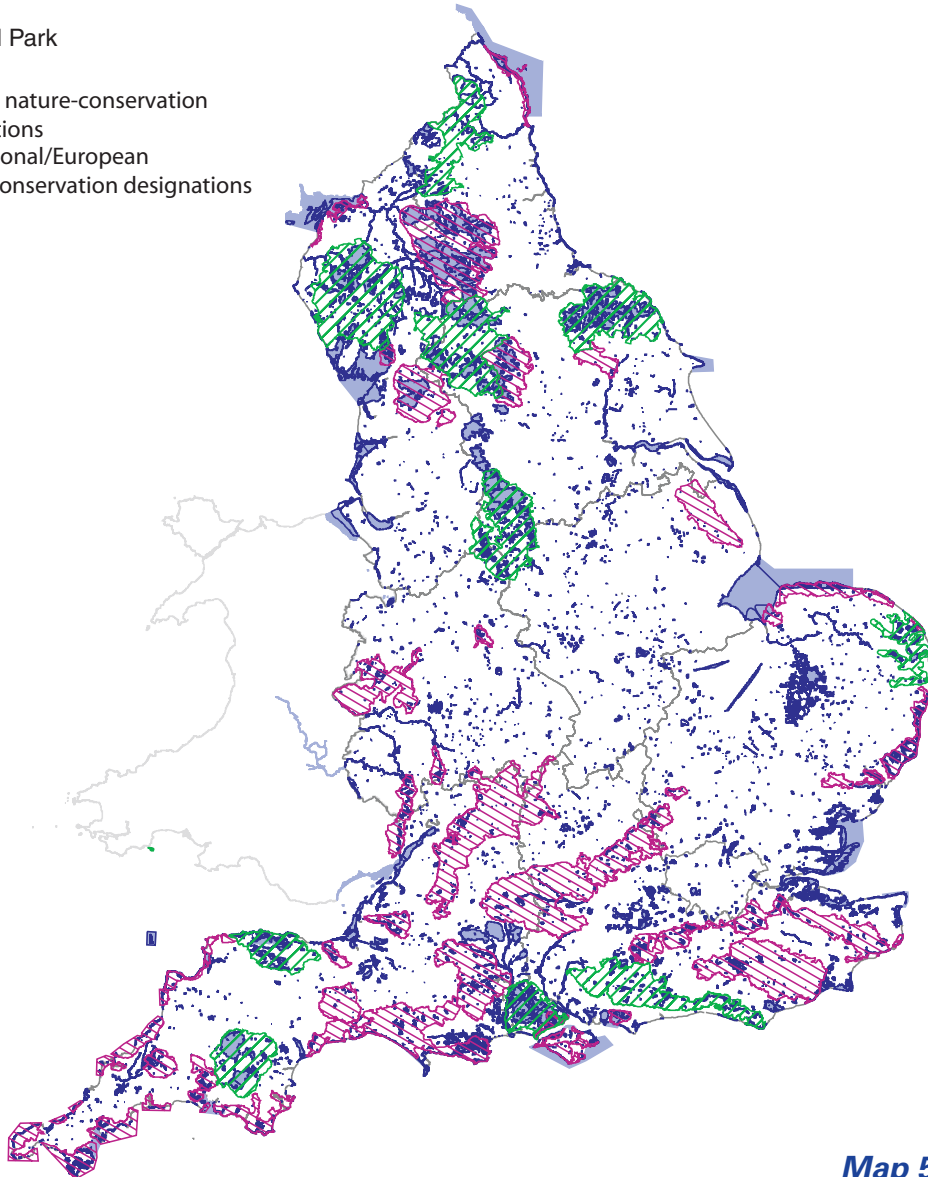 Park
nature-conservation
tions
onal/European
onservation designations
Map 5